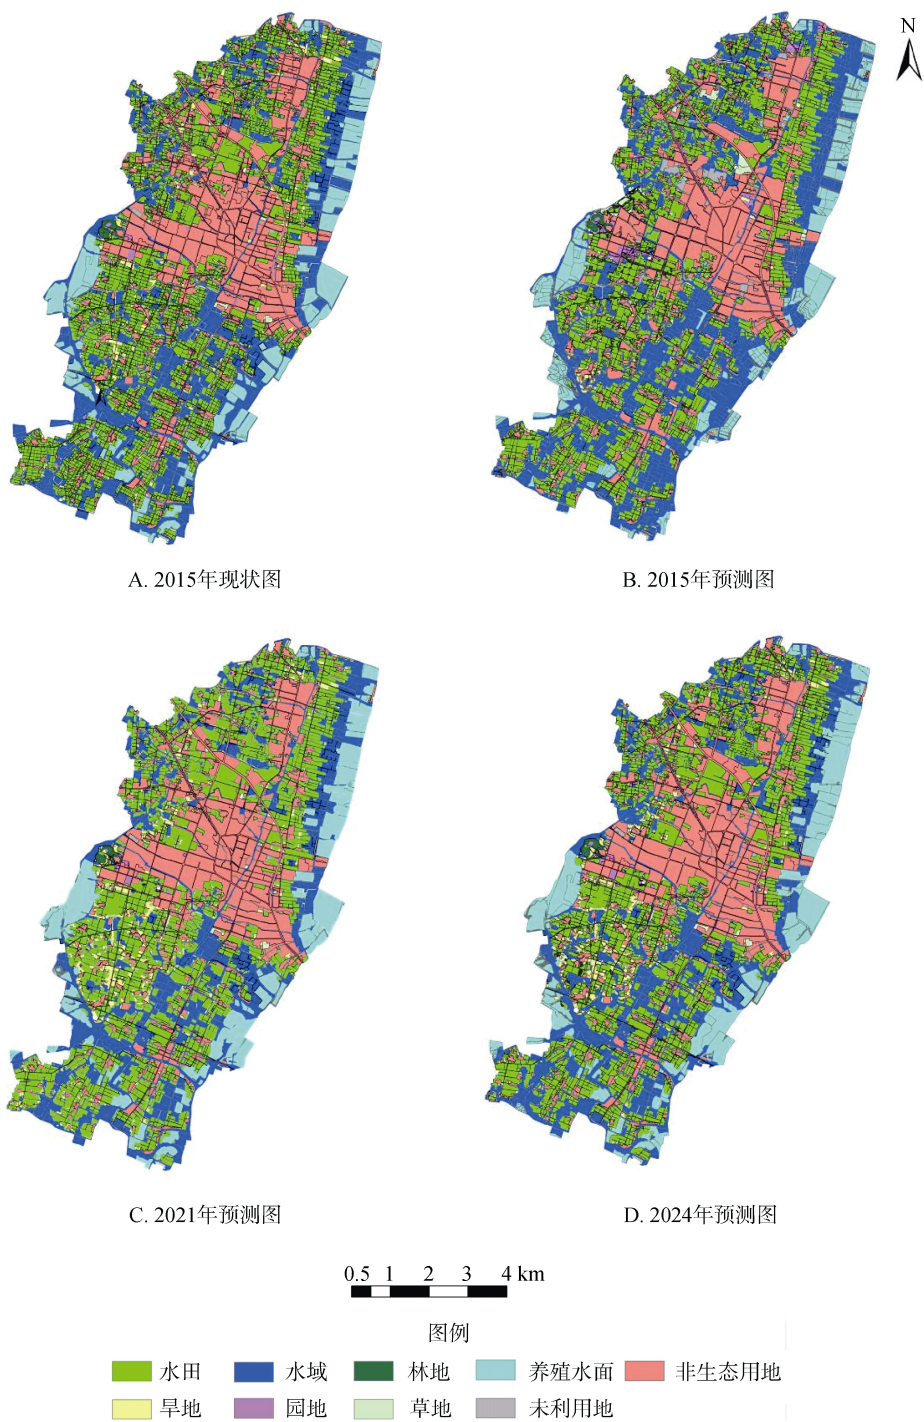 N
A. 2015年现状图
B. 2015年预测图
C. 2021年预测图
D. 2024年预测图
0.5 1 2 3 4 km
图例
水田 水域 林地 养殖水面 非生态用地
旱地 园地 草地 未利用地